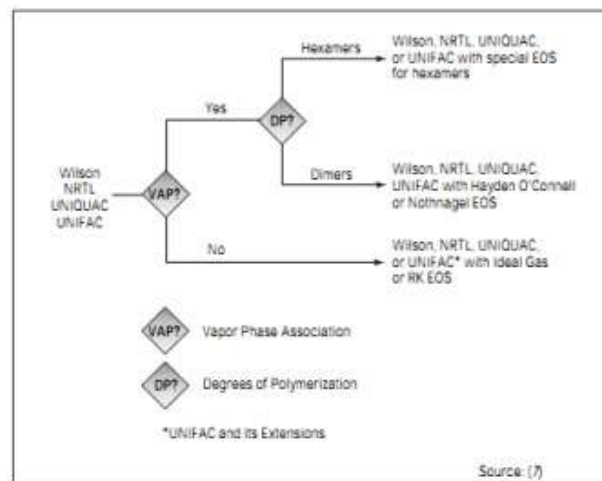 Hexamers
Wilson, NRTL, UNIQUAC,
or UNIFAC with special EOS
for hexamers
Yes
DP?
Wilson
NRTL
UNIQUAC
UNIFAC
VAP?
Dimers
Wilson, NRTL, UNIQUAC,
UNIFAC with Hayden O'Connell
or Nothnagel EOS
No
Wilson, NRTL, UNIQUAC,
or UNIFAC* with Ideal Gas
or RK EOS
VAP? Vapor Phase Association
DP? Degrees of Polymerization
*UNIFAC and its Extensions
Source: (7)